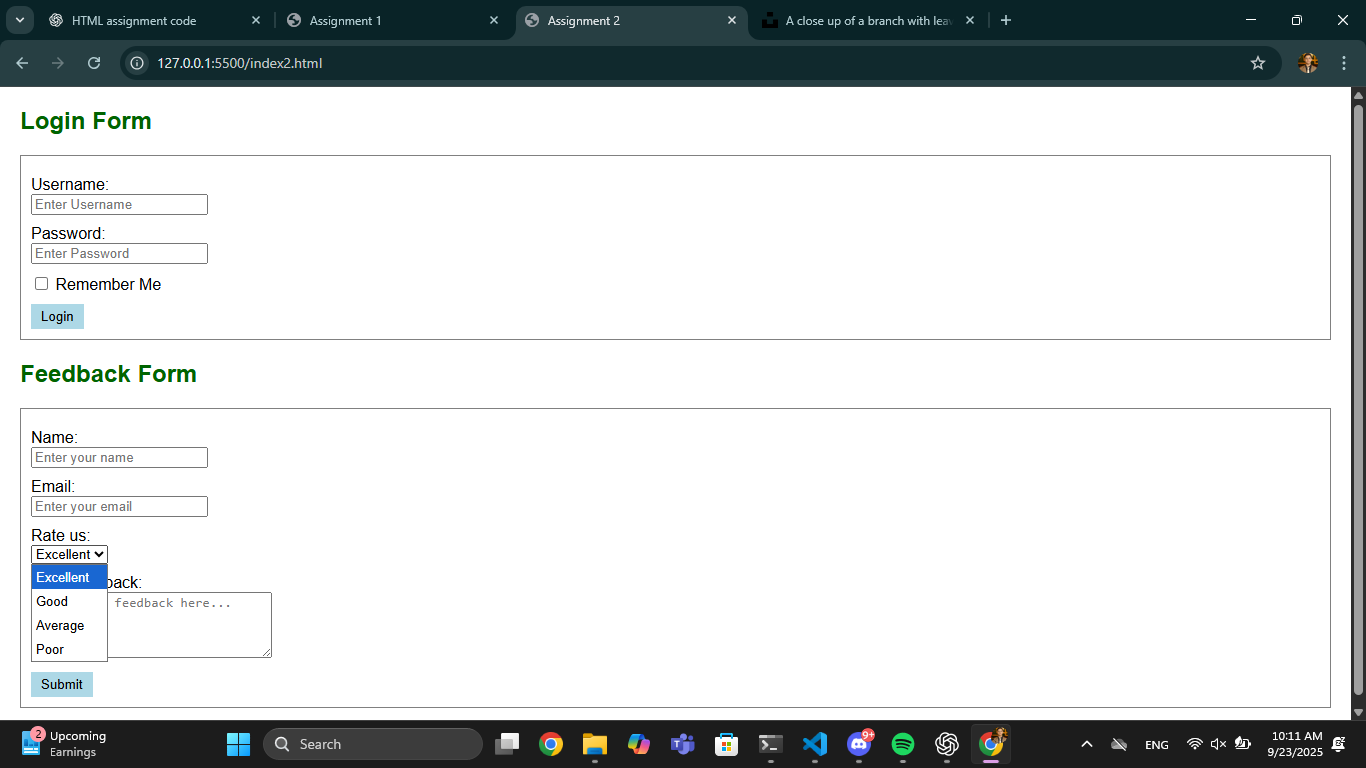 HTML assignment code
Assignment 1
Assignment 2
A close up of a branch with leav
127.0.0.1:5500/index2.html
Login Form
Username:
Enter Username
Password:
Enter Password
Remember Me
Login
Feedback Form
Name:
Enter your name
Email:
Enter your email
Rate us:
Excellent
Excellent
Good
Average
Poor
back:
feedback here...
Submit
2
Upcoming
Earnings
Search
9+
ENG
10:11 AM
9/23/2025